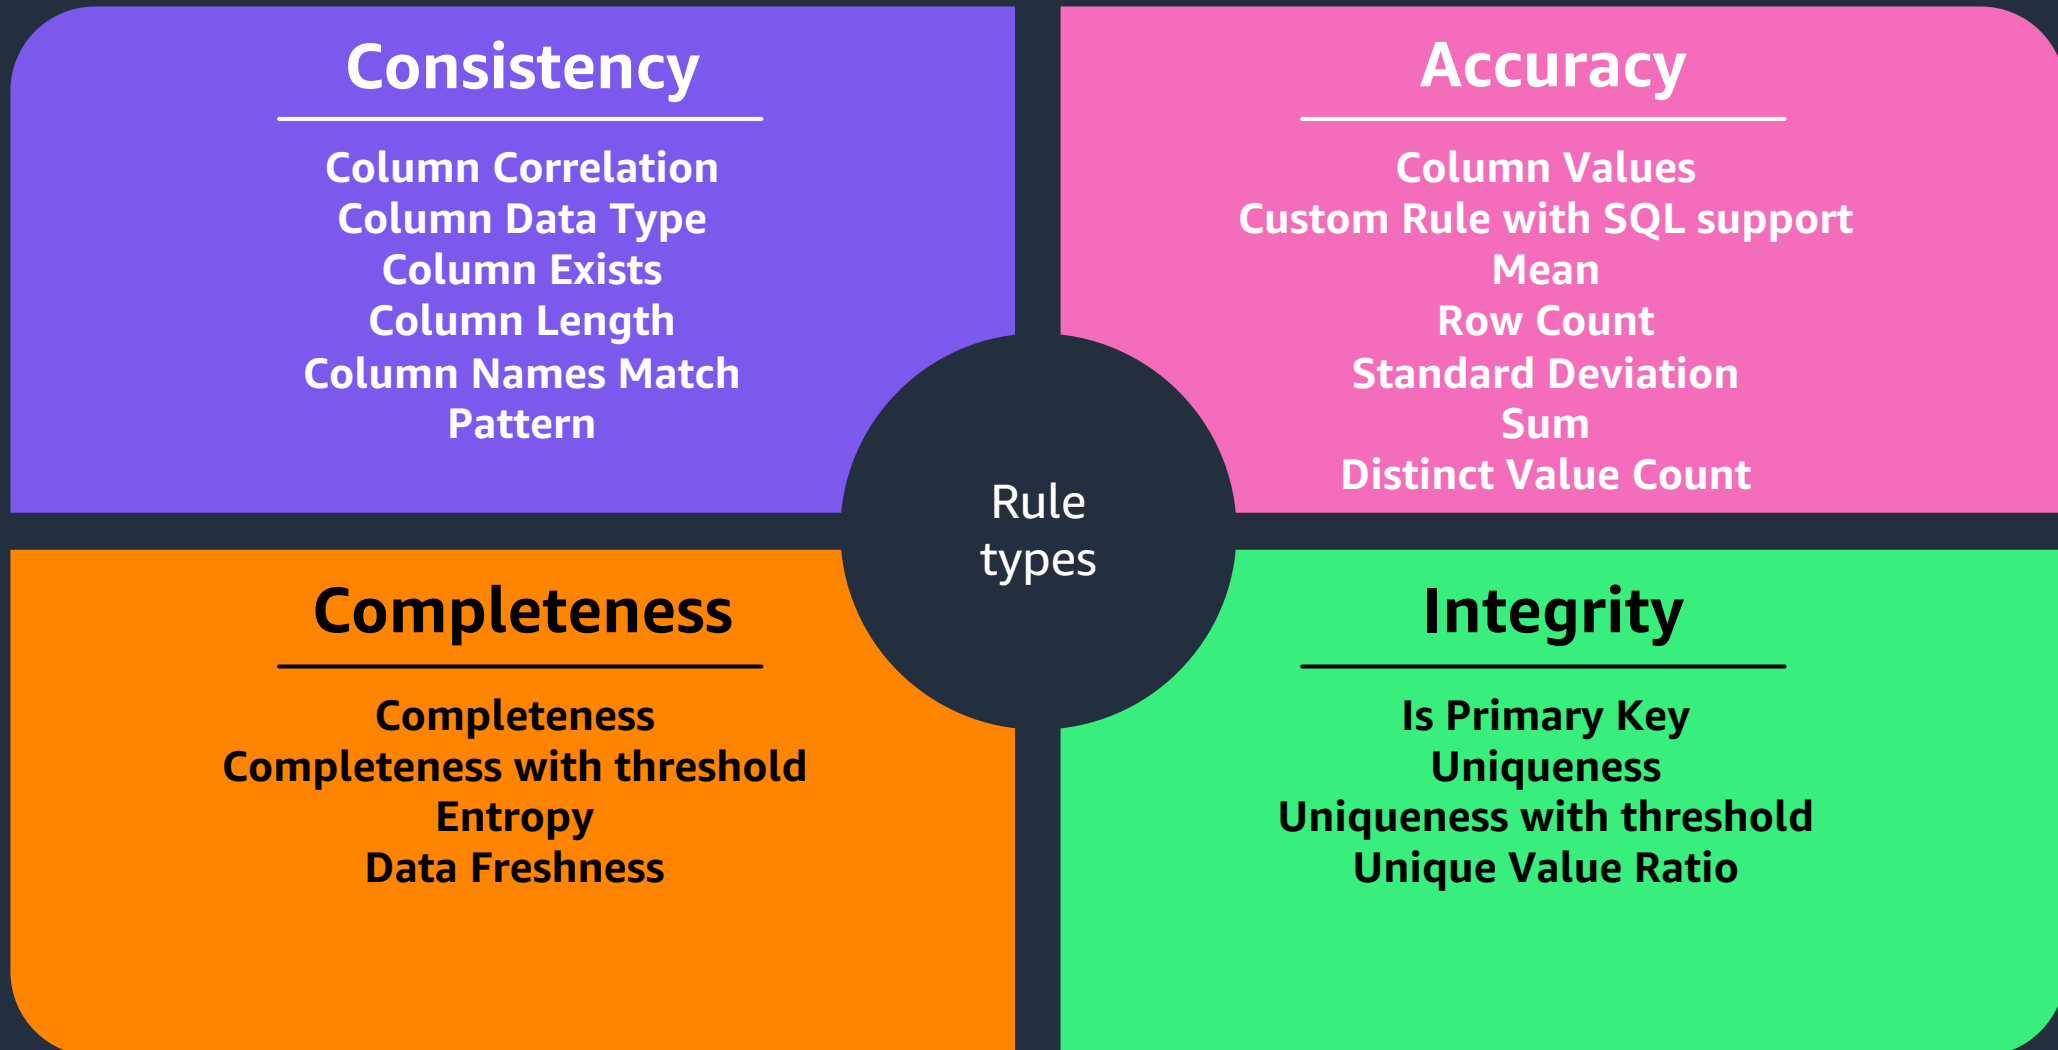 Consistency
Column Correlation
Column Data Type
Column Exists
Column Length
Column Names Match
Pattern
Accuracy
Column Values
Custom Rule with SQL support
Mean
Row Count
Standard Deviation
Sum
Distinct Value Count
Rule
types
Completeness
Completeness
Completeness with threshold
Entropy
Data Freshness
Integrity
Is Primary Key
Uniqueness
Uniqueness with threshold
Unique Value Ratio